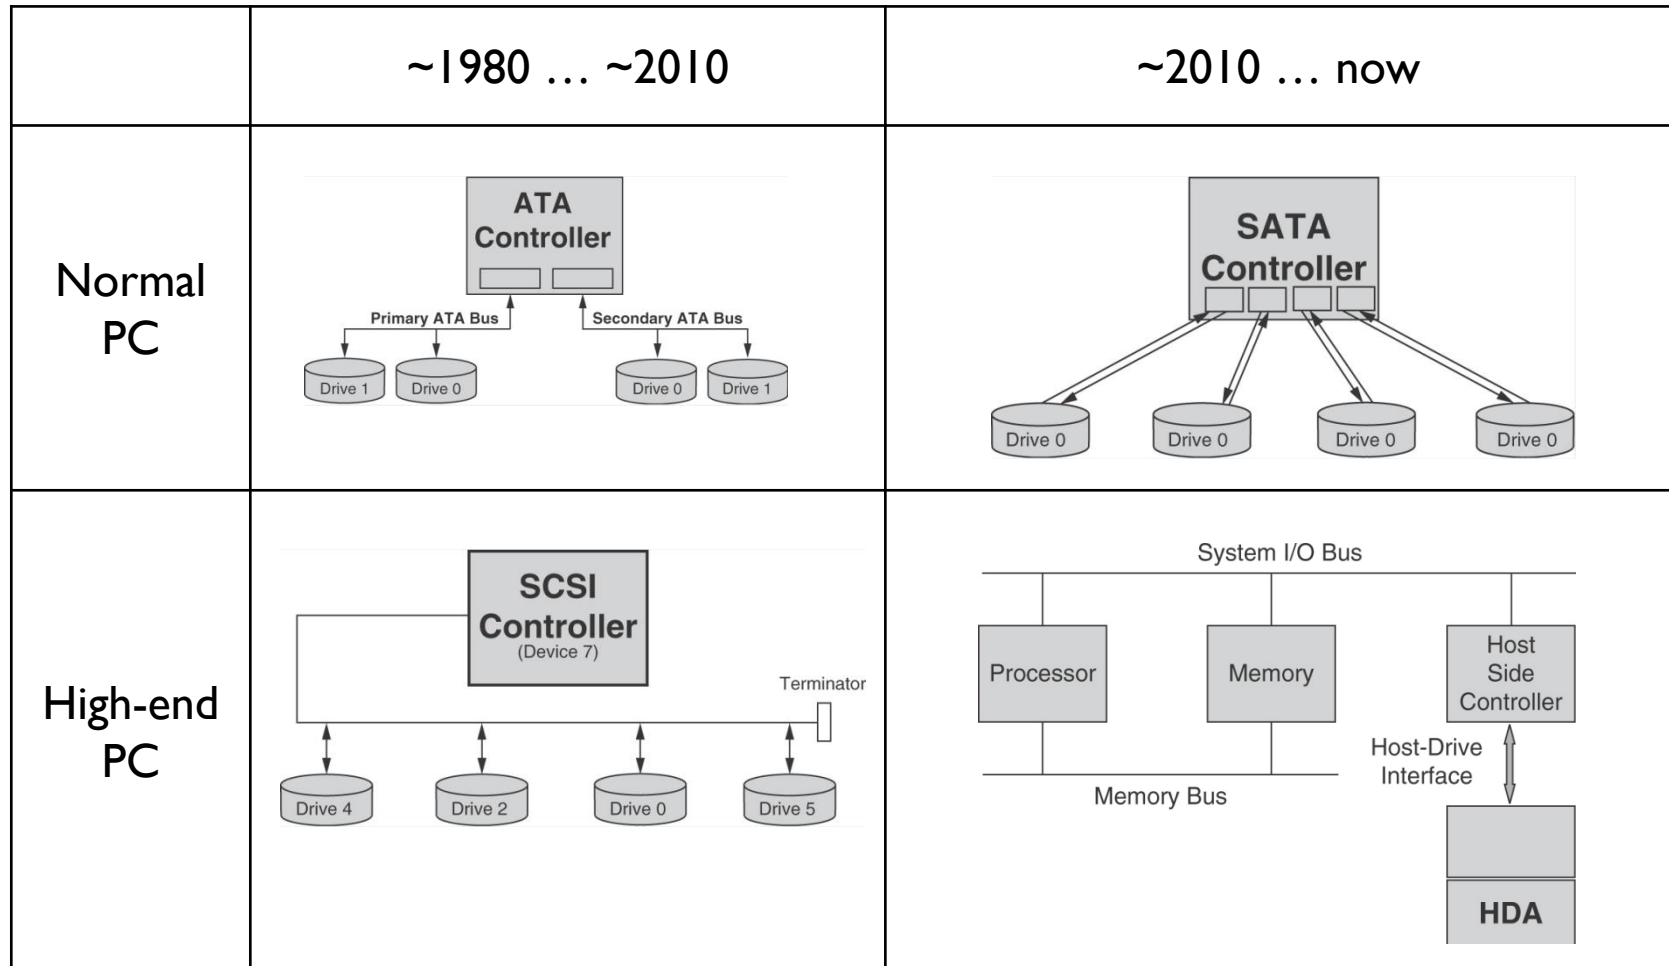 ~1980 … ~2010
~2010 … now
Normal
PC
ATA
Controller
Primary ATA Bus
Secondary ATA Bus
Drive 1
Drive 0
Drive 0
Drive 1
SATA
Controller
Drive 0
Drive 0
Drive 0
Drive 0
High-end
PC
SCSI
Controller
(Device 7)
Terminator
Drive 4
Drive 2
Drive 0
Drive 5
System I/O Bus
Processor
Memory
Host
Side
Controller
Host-Drive
Interface
Memory Bus
HDA